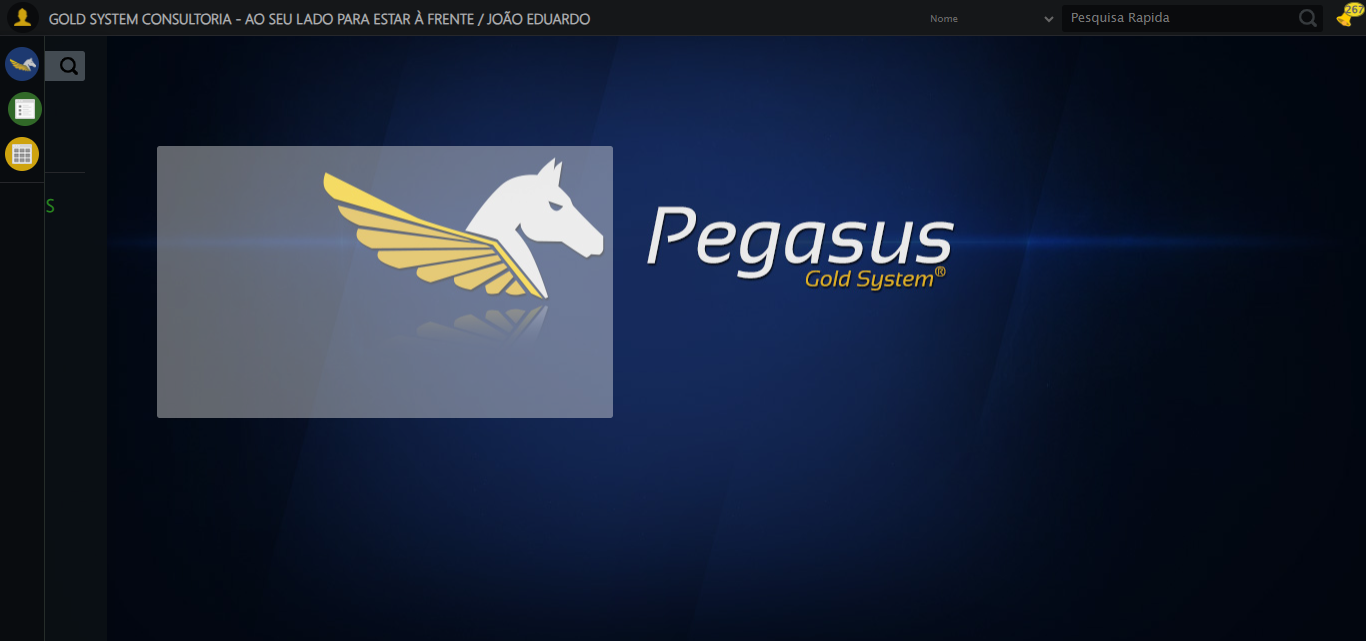 GOLD SYSTEM CONSULTORIA - AO SEU LADO PARA ESTAR À FRENTE / JOÃO EDUARDO
Nome
Pesquisa Rapida
267
S
Pegasus
Gold System®